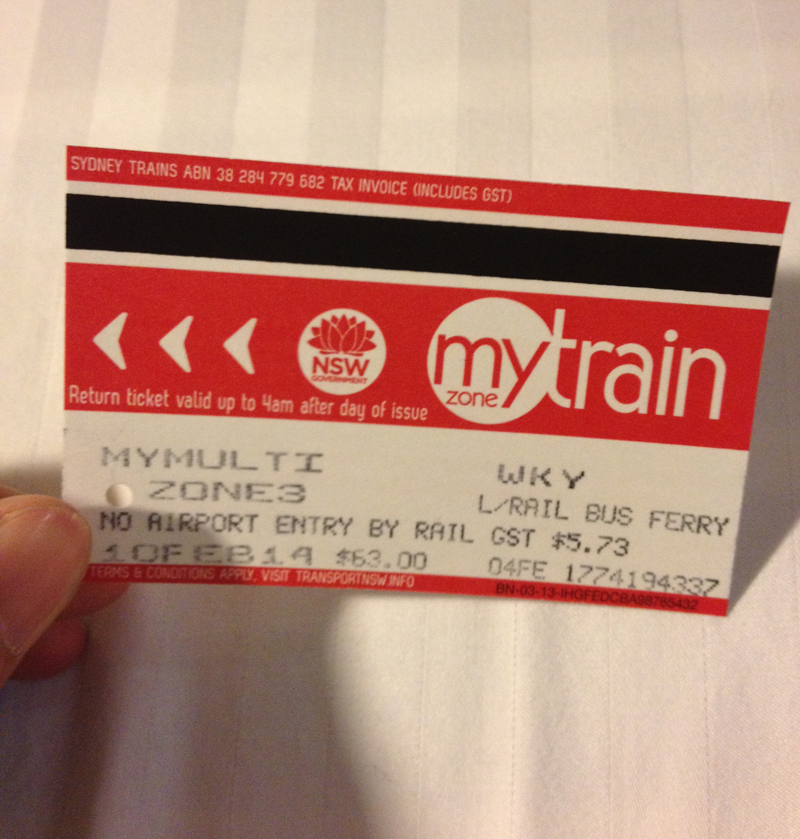 SYDNEY TRAINS ABN 38 284 779 682 TAX INVOICE (INCLUDES GST)
NSW
GOVERNMENT
my train
zone
Return ticket valid up to 4am after day of issue
MYMULTI WKY
ZONE3 L/RAIL BUS FERRY
NO AIRPORT ENTRY BY RAIL GST $5.73
10FEB14 $63.00 04FE 1774194337
TERMS & CONDITIONS APPLY, VISIT TRANSPORTNSW.INFO
BN-03-13-IHGFEDCBA98765432